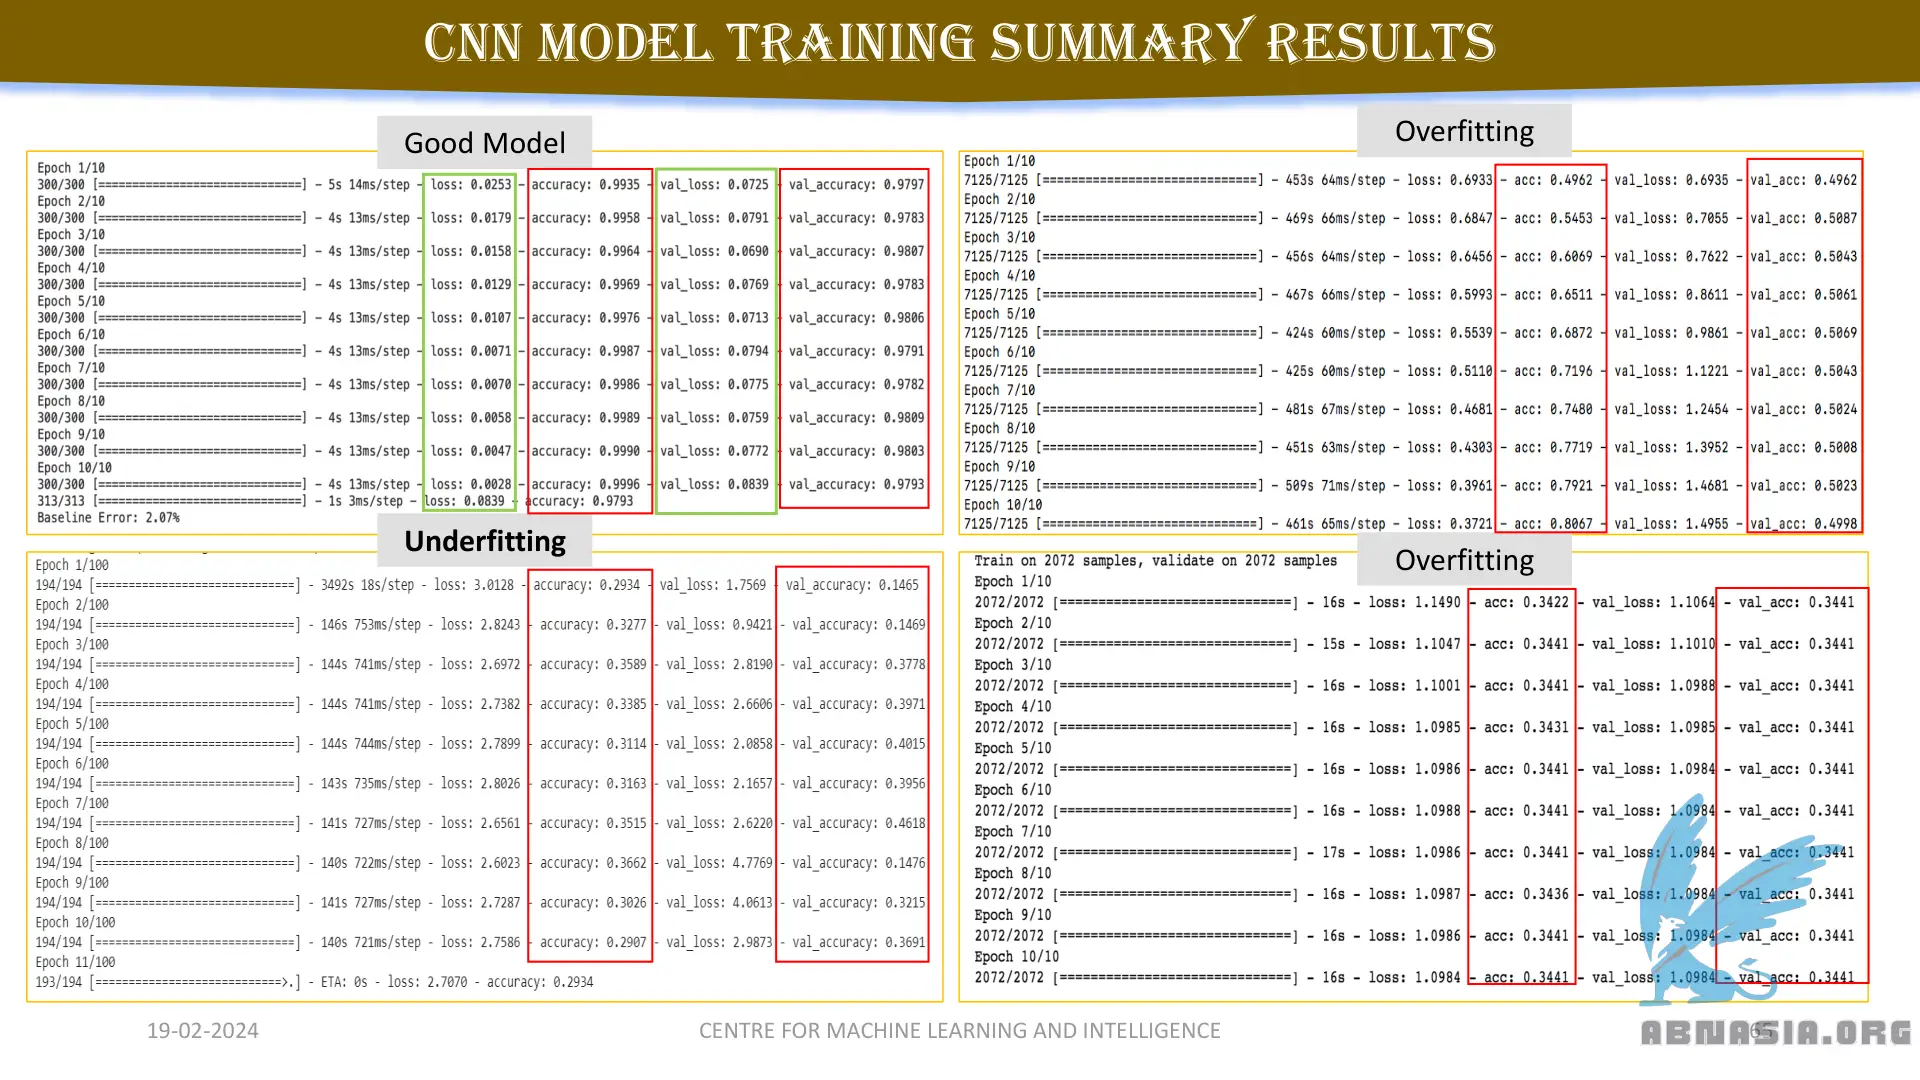 CNN MODEL TRAINING SUMMARY RESULTS
Good Model
Epoch 1/10
300/300 [==============================] - 5s 14ms/step - loss: 0.0253 - accuracy: 0.9935 - val_loss: 0.0725 - val_accuracy: 0.9797
Epoch 2/10
300/300 [==============================] - 4s 13ms/step - loss: 0.0179 - accuracy: 0.9958 - val_loss: 0.0791 - val_accuracy: 0.9783
Epoch 3/10
300/300 [==============================] - 4s 13ms/step - loss: 0.0158 - accuracy: 0.9964 - val_loss: 0.0690 - val_accuracy: 0.9807
Epoch 4/10
300/300 [==============================] - 4s 13ms/step - loss: 0.0129 - accuracy: 0.9969 - val_loss: 0.0769 - val_accuracy: 0.9783
Epoch 5/10
300/300 [==============================] - 4s 13ms/step - loss: 0.0107 - accuracy: 0.9976 - val_loss: 0.0713 - val_accuracy: 0.9806
Epoch 6/10
300/300 [==============================] - 4s 13ms/step - loss: 0.0071 - accuracy: 0.9987 - val_loss: 0.0794 - val_accuracy: 0.9791
Epoch 7/10
300/300 [==============================] - 4s 13ms/step - loss: 0.0070 - accuracy: 0.9986 - val_loss: 0.0775 - val_accuracy: 0.9782
Epoch 8/10
300/300 [==============================] - 4s 13ms/step - loss: 0.0058 - accuracy: 0.9989 - val_loss: 0.0759 - val_accuracy: 0.9809
Epoch 9/10
300/300 [==============================] - 4s 13ms/step - loss: 0.0047 - accuracy: 0.9990 - val_loss: 0.0772 - val_accuracy: 0.9803
Epoch 10/10
300/300 [==============================] - 4s 13ms/step - loss: 0.0028 - accuracy: 0.9996 - val_loss: 0.0839 - val_accuracy: 0.9793
313/313 [==============================] - 1s 3ms/step - loss: 0.0839 - accuracy: 0.9793
Baseline Error: 2.07%
Overfitting
Epoch 1/10
7125/7125 [==============================] - 453s 64ms/step - loss: 0.6933 - acc: 0.4962 - val_loss: 0.6935 - val_acc: 0.4962
Epoch 2/10
7125/7125 [==============================] - 469s 66ms/step - loss: 0.6847 - acc: 0.5453 - val_loss: 0.7055 - val_acc: 0.5087
Epoch 3/10
7125/7125 [==============================] - 456s 64ms/step - loss: 0.6456 - acc: 0.6069 - val_loss: 0.7622 - val_acc: 0.5043
Epoch 4/10
7125/7125 [==============================] - 467s 66ms/step - loss: 0.5993 - acc: 0.6511 - val_loss: 0.8611 - val_acc: 0.5061
Epoch 5/10
7125/7125 [==============================] - 424s 60ms/step - loss: 0.5539 - acc: 0.6872 - val_loss: 0.9861 - val_acc: 0.5069
Epoch 6/10
7125/7125 [==============================] - 425s 60ms/step - loss: 0.5110 - acc: 0.7196 - val_loss: 1.1221 - val_acc: 0.5043
Epoch 7/10
7125/7125 [==============================] - 481s 67ms/step - loss: 0.4681 - acc: 0.7480 - val_loss: 1.2454 - val_acc: 0.5024
Epoch 8/10
7125/7125 [==============================] - 451s 63ms/step - loss: 0.4303 - acc: 0.7719 - val_loss: 1.3952 - val_acc: 0.5008
Epoch 9/10
7125/7125 [==============================] - 509s 71ms/step - loss: 0.3961 - acc: 0.7921 - val_loss: 1.4681 - val_acc: 0.5023
Epoch 10/10
7125/7125 [==============================] - 461s 65ms/step - loss: 0.3721 - acc: 0.8067 - val_loss: 1.4955 - val_acc: 0.4998
Underfitting
Epoch 1/100
194/194 [==============================] - 3492s 18s/step - loss: 3.0128 - accuracy: 0.2934 - val_loss: 1.7569 - val_accuracy: 0.1465
Epoch 2/100
194/194 [==============================] - 146s 753ms/step - loss: 2.8243 - accuracy: 0.3277 - val_loss: 0.9421 - val_accuracy: 0.1469
Epoch 3/100
194/194 [==============================] - 144s 741ms/step - loss: 2.6972 - accuracy: 0.3589 - val_loss: 2.8190 - val_accuracy: 0.3778
Epoch 4/100
194/194 [==============================] - 144s 741ms/step - loss: 2.7382 - accuracy: 0.3385 - val_loss: 2.6606 - val_accuracy: 0.3971
Epoch 5/100
194/194 [==============================] - 144s 744ms/step - loss: 2.7899 - accuracy: 0.3114 - val_loss: 2.0858 - val_accuracy: 0.4015
Epoch 6/100
194/194 [==============================] - 143s 735ms/step - loss: 2.8026 - accuracy: 0.3163 - val_loss: 2.1657 - val_accuracy: 0.3956
Epoch 7/100
194/194 [==============================] - 141s 727ms/step - loss: 2.6561 - accuracy: 0.3515 - val_loss: 2.6220 - val_accuracy: 0.4618
Epoch 8/100
194/194 [==============================] - 140s 722ms/step - loss: 2.6023 - accuracy: 0.3662 - val_loss: 4.7769 - val_accuracy: 0.1476
Epoch 9/100
194/194 [==============================] - 141s 727ms/step - loss: 2.7287 - accuracy: 0.3026 - val_loss: 4.0613 - val_accuracy: 0.3215
Epoch 10/100
194/194 [==============================] - 140s 721ms/step - loss: 2.7586 - accuracy: 0.2907 - val_loss: 2.9873 - val_accuracy: 0.3691
Epoch 11/100
193/194 [============================>.] - ETA: 0s - loss: 2.7070 - accuracy: 0.2934
Overfitting
Train on 2072 samples, validate on 2072 samples
Epoch 1/10
2072/2072 [==============================] - 16s - loss: 1.1490 - acc: 0.3422 - val_loss: 1.1064 - val_acc: 0.3441
Epoch 2/10
2072/2072 [==============================] - 15s - loss: 1.1047 - acc: 0.3441 - val_loss: 1.1010 - val_acc: 0.3441
Epoch 3/10
2072/2072 [==============================] - 16s - loss: 1.1001 - acc: 0.3441 - val_loss: 1.0988 - val_acc: 0.3441
Epoch 4/10
2072/2072 [==============================] - 16s - loss: 1.0985 - acc: 0.3431 - val_loss: 1.0985 - val_acc: 0.3441
Epoch 5/10
2072/2072 [==============================] - 16s - loss: 1.0986 - acc: 0.3441 - val_loss: 1.0984 - val_acc: 0.3441
Epoch 6/10
2072/2072 [==============================] - 16s - loss: 1.0988 - acc: 0.3441 - val_loss: 1.0984 - val_acc: 0.3441
Epoch 7/10
2072/2072 [==============================] - 17s - loss: 1.0986 - acc: 0.3441 - val_loss: 1.0984 - val_acc: 0.3441
Epoch 8/10
2072/2072 [==============================] - 16s - loss: 1.0987 - acc: 0.3436 - val_loss: 1.0984 - val_acc: 0.3441
Epoch 9/10
2072/2072 [==============================] - 16s - loss: 1.0986 - acc: 0.3441 - val_loss: 1.0984 - val_acc: 0.3441
Epoch 10/10
2072/2072 [==============================] - 16s - loss: 1.0984 - acc: 0.3441 - val_loss: 1.0984 - val_acc: 0.3441
19-02-2024
CENTRE FOR MACHINE LEARNING AND INTELLIGENCE
ABNASIA.ORG